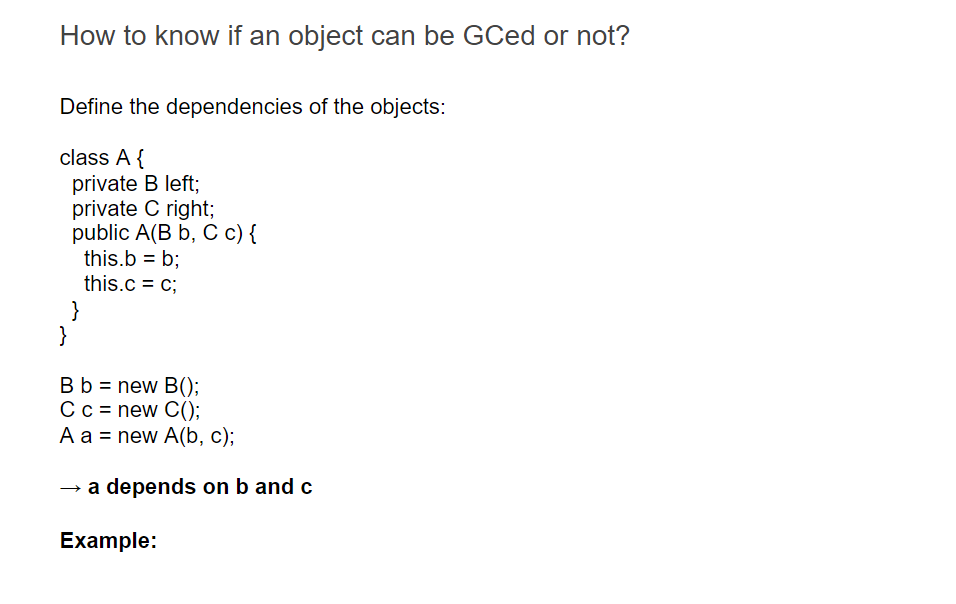 How to know if an object can be GCed or not?
Define the dependencies of the objects:
class A {
private B left;
private C right;
public A(B b, C c) {
this.b = b;
this.c = c;
}
}
B b = new B();
C c = new C();
A a = new A(b, c);
→ a depends on b and c
Example: